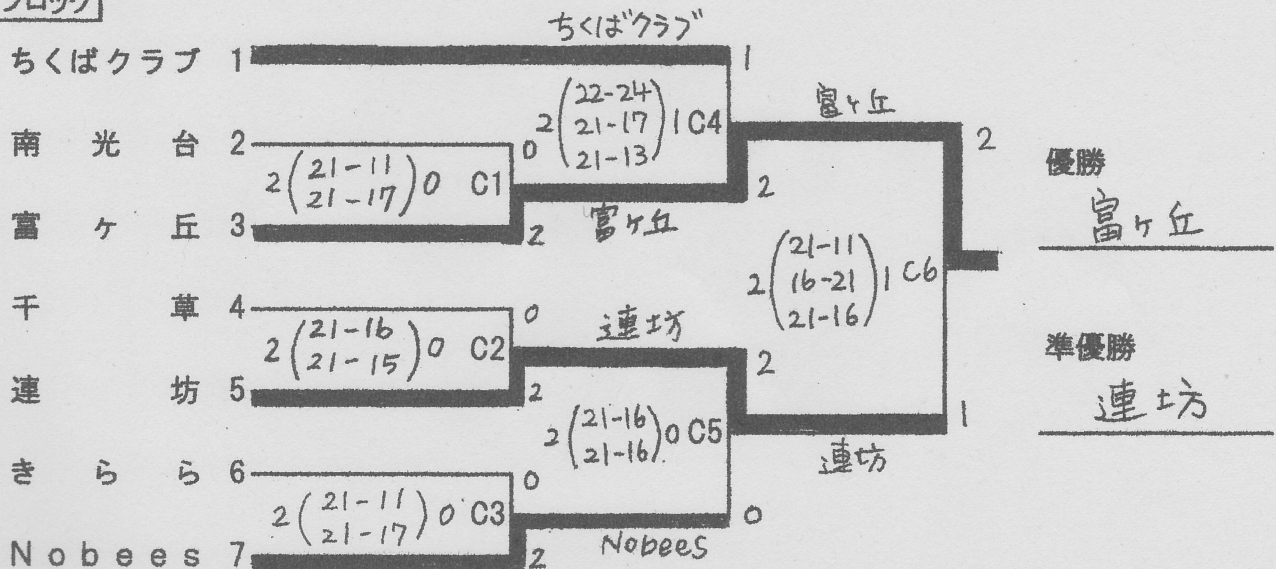 ブロック
ちくばクラブ
ちくばクラブ 1
1
22-24
2 21-17 1 C4
21-13
富ヶ丘
2
南光台 2
0
21-11
2 21-17 0 C1
2
優勝
富ヶ丘
富ヶ丘 3
2
富ヶ丘
21-11
2 16-21 1 C6
21-16
千草 4
0
連坊
21-16
2 21-15 0 C2
2
準優勝
連坊
連坊 5
2
21-16
2 21-16 0 C5
1
連坊
きらら 6
0
21-11
2 21-17 0 C3
0
Nobees
Nobees 7
2